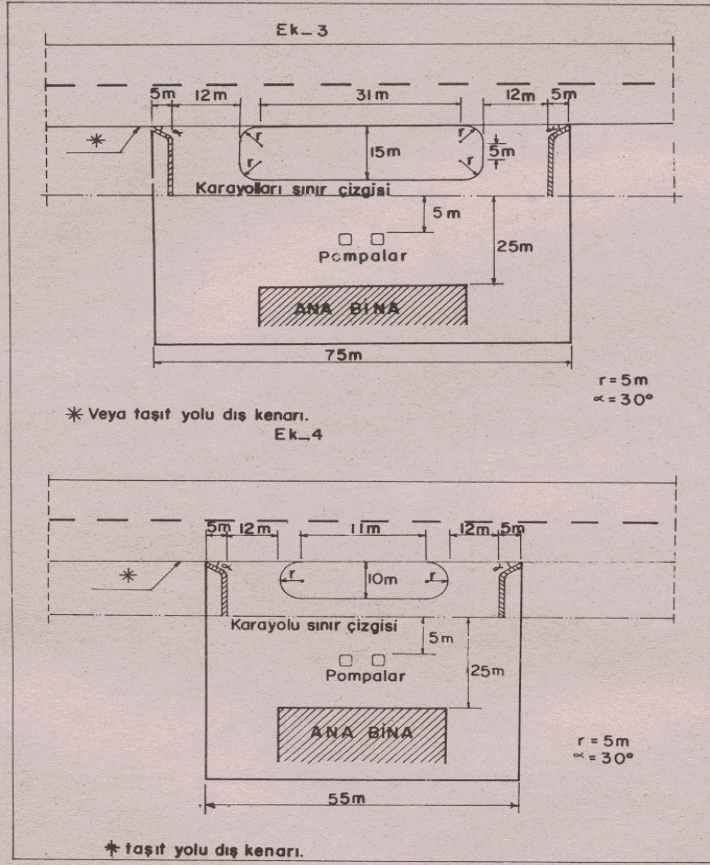 Ek_3
5m 12m 31m 12m 5m
*
r
r
15m
5m
r
r
Karayolları sınır çizgisi
5m
25m
Pompalar
ANA BİNA
75m
r = 5m
∝ = 30°
* Veya taşıt yolu dış kenarı.
Ek_4
5m 12m 11m 12m 5m
*
∝
r
10m
r
∝
Karayolu sınır çizgisi
5m
25m
Pompalar
ANA BİNA
r = 5m
∝ = 30°
55m
* taşıt yolu dış kenarı.